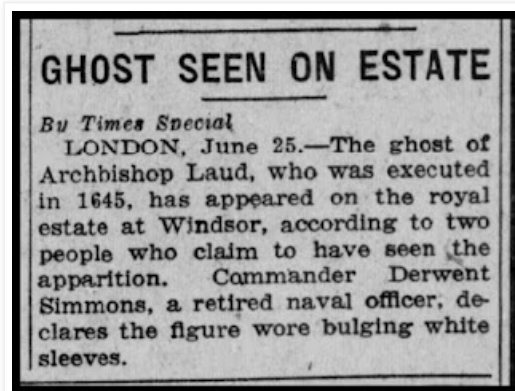 GHOST SEEN ON ESTATE
By Times Special
LONDON, June 25.—The ghost of
Archbishop Laud, who was executed
in 1645, has appeared on the royal
estate at Windsor, according to two
people who claim to have seen the
apparition. Commander Derwent
Simmons, a retired naval officer, de-
clares the figure wore bulging white
sleeves.